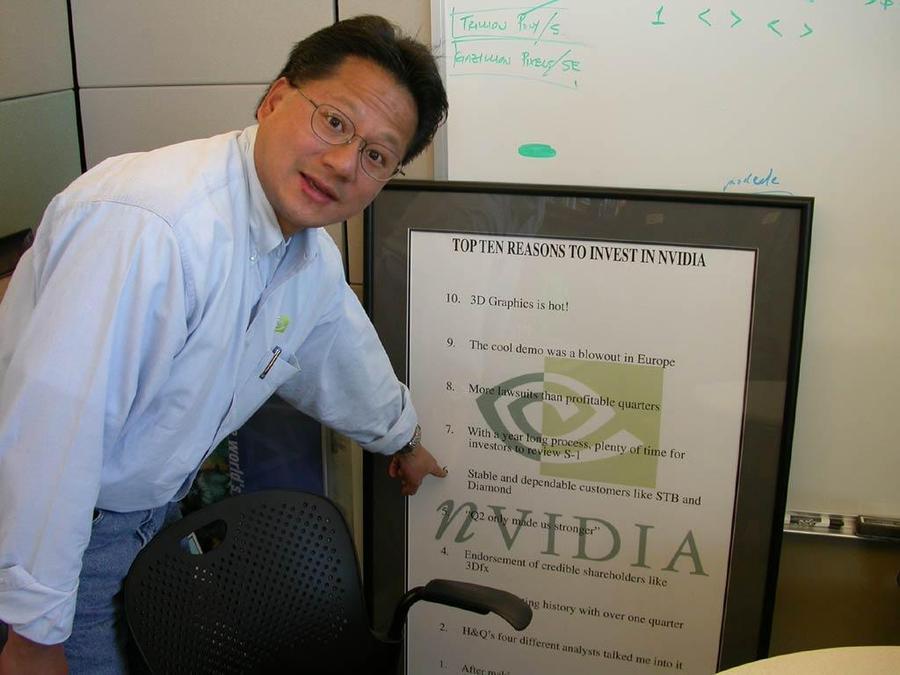 TRILLION POLY/S
GAZILLION PIXELS/SE
1 < > < >
TOP TEN REASONS TO INVEST IN NVIDIA
10. 3D Graphics is hot!
9. The cool demo was a blowout in Europe
8. More lawsuits than profitable quarters
7. With a year long process, plenty of time for
investors to review S-1
Stable and dependable customers like STB and
Diamond
5. "Q2 only made us stronger"
nVIDIA
4. Endorsement of credible shareholders like
3Dfx
history with over one quarter
2. H&Q's four different analysts talked me into it
1. After
world's